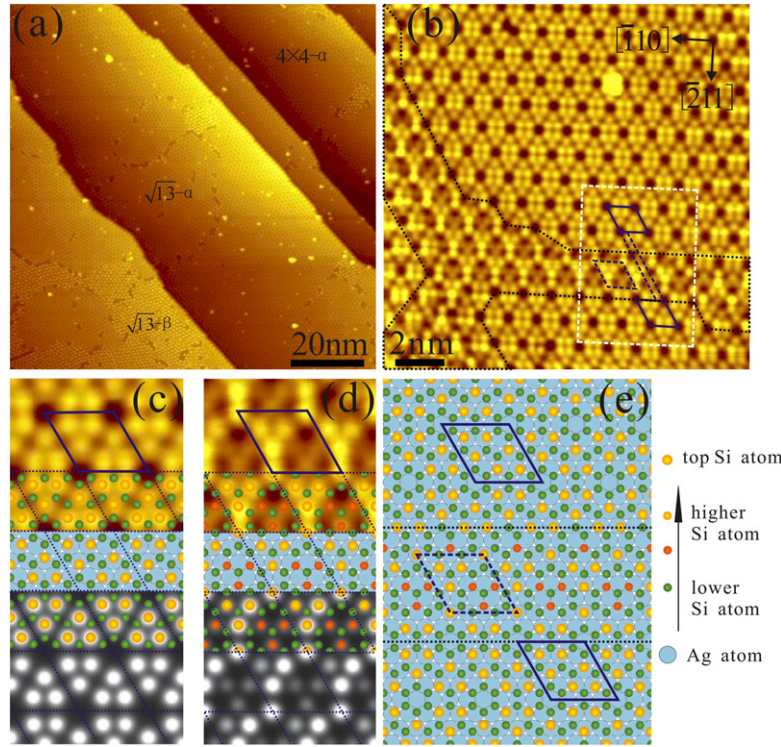 (a)
4×4-α
√13-α
√13-β
20nm
(b)
[1̅10]
[2̅11]
2nm
(c)
(d)
(e)
top Si atom
higher
Si atom
lower
Si atom
Ag atom